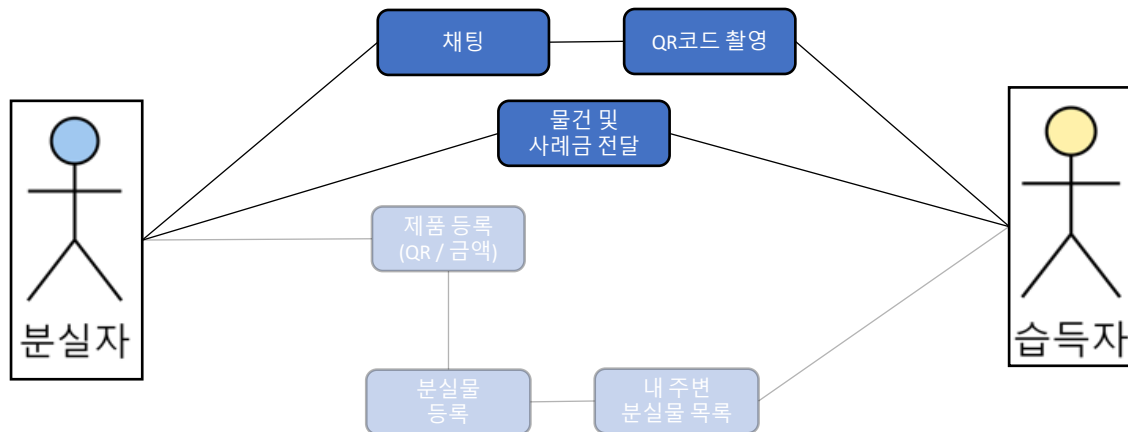 채팅
QR코드 촬영
물건 및
사례금 전달
제품 등록
(QR / 금액)
분실자
습득자
분실물
등록
내 주변
분실물 목록